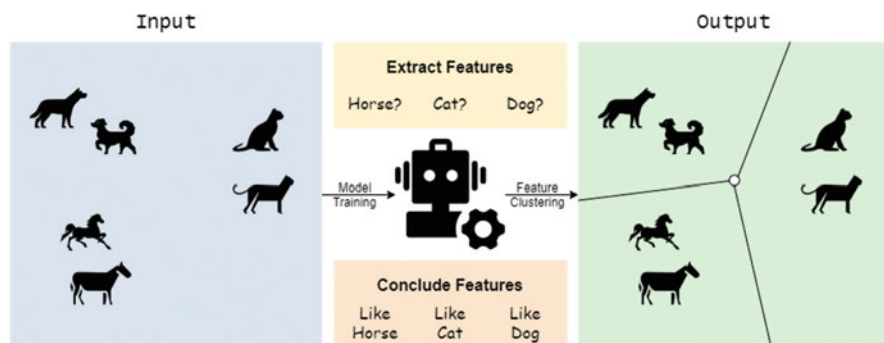 Input
Output
Extract Features
Horse? Cat? Dog?
Model
Training
Feature
Clustering
Conclude Features
Like Like Like
Horse Cat Dog